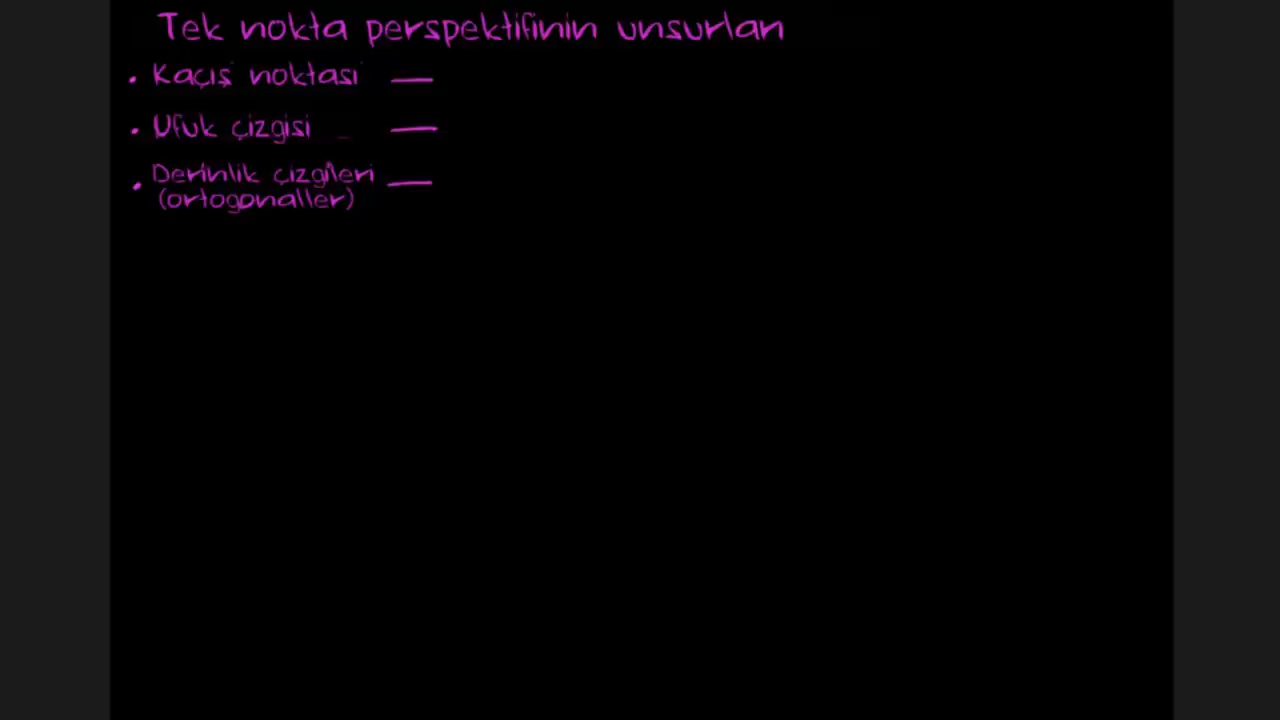 Tek nokta perspektifinin unsurları
• Kaçış noktası —
• Ufuk çizgisi —
• Derinlik çizgileri —
(ortogonaller)